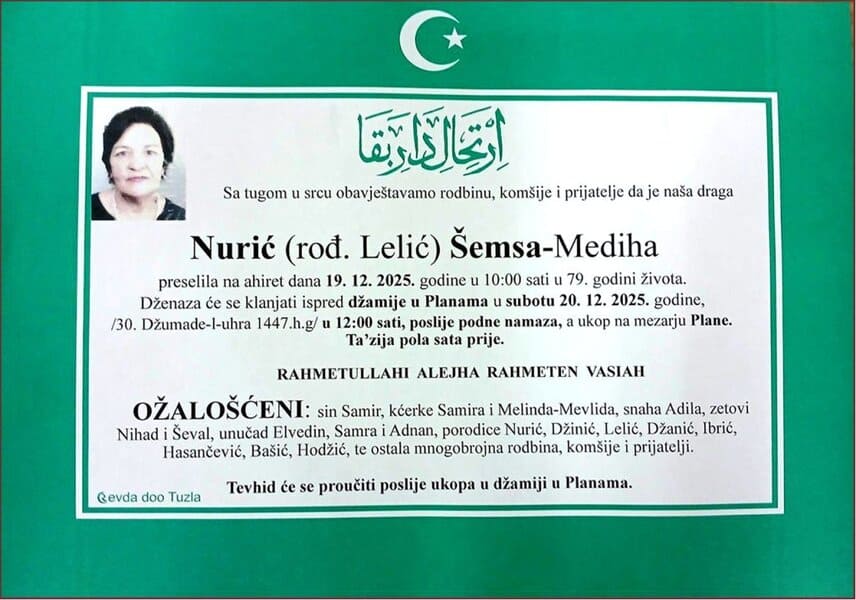 اِرْتِحَالِ دَارِ بَقَا
Sa tugom u srcu obavještavamo rodbinu, komšije i prijatelje da je naša draga
Nurić (rođ. Lelić) Šemsa-Mediha
preselila na ahiret dana 19. 12. 2025. godine u 10:00 sati u 79. godini života.
Dženaza će se klanjati ispred džamije u Planama u subotu 20. 12. 2025. godine,
/30. Džumade-l-uhra 1447.h.g/ u 12:00 sati, poslije podne namaza, a ukop na mezarju Plane.
Ta’zija pola sata prije.
RAHMETULLAHI ALEJHA RAHMETEN VASIAH
OŽALOŠĆENI: sin Samir, kćerke Samira i Melinda-Mevlida, snaha Adila, zetovi
Nihad i Ševal, unučad Elvedin, Samra i Adnan, porodice Nurić, Džinić, Lelić, Džanić, Ibrić,
Hasančević, Bašić, Hodžić, te ostala mnogobrojna rodbina, komšije i prijatelji.
Tevhid će se proučiti poslije ukopa u džamiji u Planama.
Sevda doo Tuzla